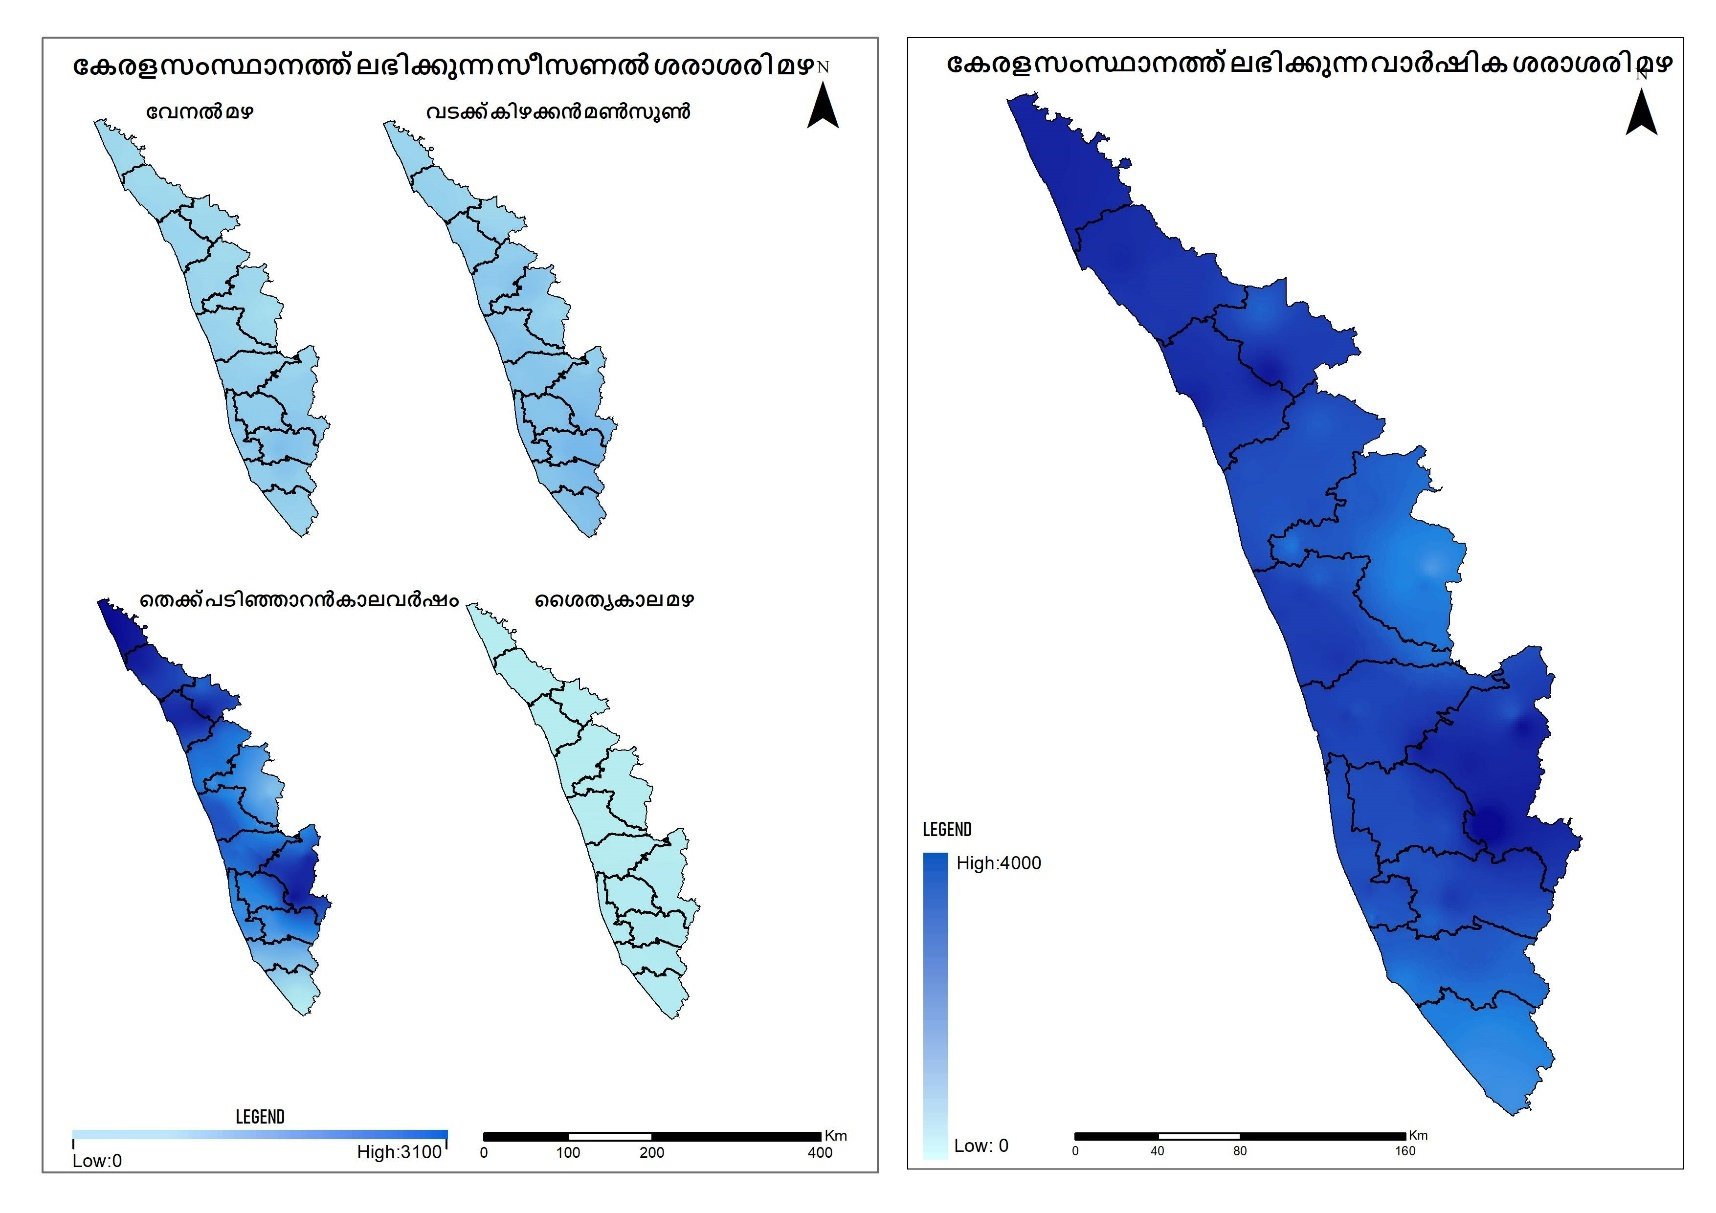 കേരള സംസ്ഥാനത്ത് ലഭിക്കുന്ന സീസണൽ ശരാശരി മഴ
N
വേനൽ മഴ
വടക്ക് കിഴക്കൻ മൺസൂൺ
തെക്ക് പടിഞ്ഞാറൻ കാലവർഷം
ശൈത്യകാല മഴ
LEGEND
Low:0
High:3100
0 100 200 400 Km
കേരള സംസ്ഥാനത്ത് ലഭിക്കുന്ന വാർഷിക ശരാശരി മഴ
N
LEGEND
High:4000
Low: 0
0 40 80 160 Km